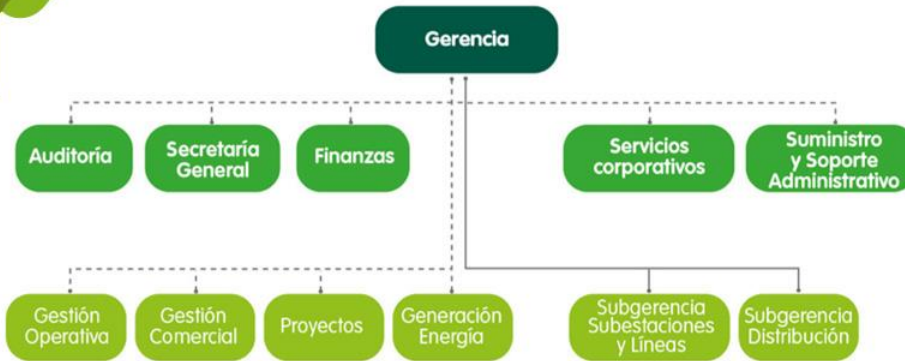 Gerencia
Auditoría
Secretaría
General
Finanzas
Servicios
corporativos
Suministro
y Soporte
Administrativo
Gestión
Operativa
Gestión
Comercial
Proyectos
Generación
Energía
Subgerencia
Subestaciones
y Líneas
Subgerencia
Distribución